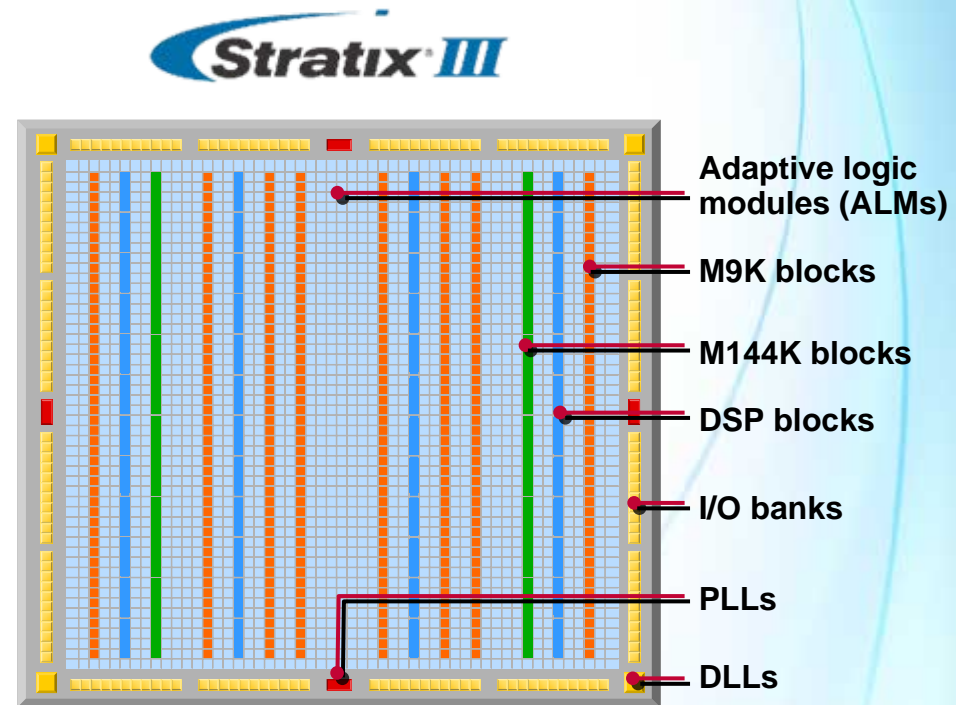 Stratix III
Adaptive logic
modules (ALMs)
M9K blocks
M144K blocks
DSP blocks
I/O banks
PLLs
DLLs